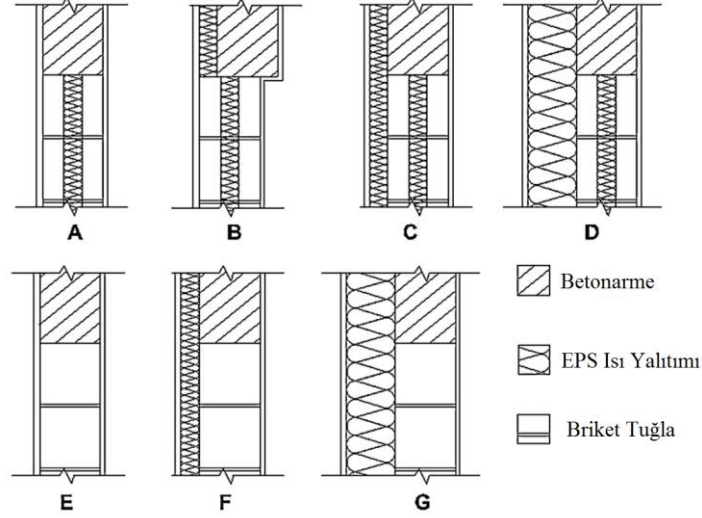 A B C D
Betonarme
EPS Isı Yalıtımı
Briket Tuğla
E F G